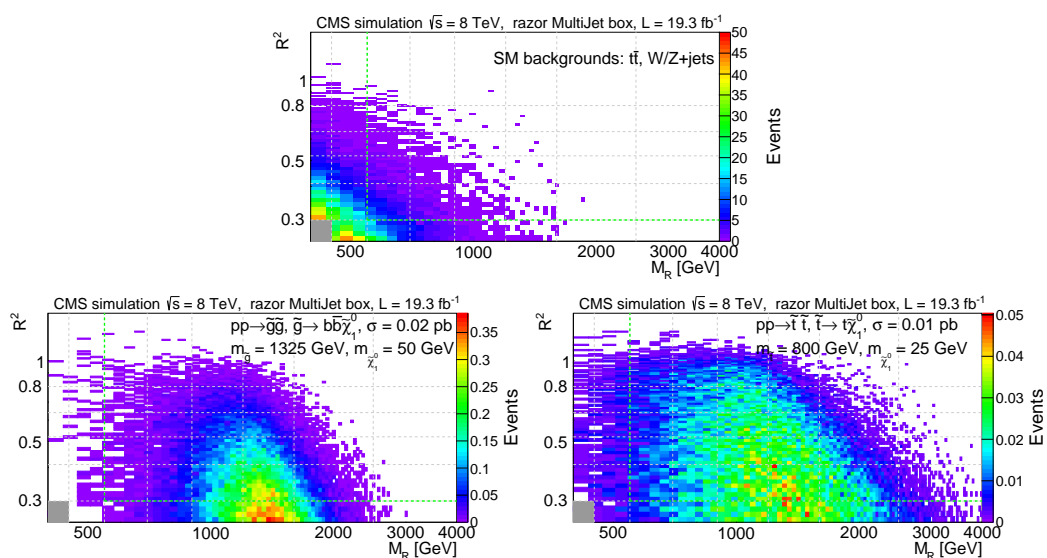 CMS simulation √s = 8 TeV, razor MultiJet box, L = 19.3 fb⁻¹
R²
SM backgrounds: tt̅, W/Z+jets
1
0.8
0.5
0.3
500 1000 2000 3000 4000
M_R [GeV]
50
45
40
35
30
25
20
15
10
5
0
Events
CMS simulation √s = 8 TeV, razor MultiJet box, L = 19.3 fb⁻¹
R²
pp→g̃g̃, g̃→ bb̅χ̃₁⁰, σ = 0.02 pb
m_g̃ = 1325 GeV, m_χ̃₁⁰ = 50 GeV
1
0.8
0.5
0.3
500 1000 2000 3000 4000
M_R [GeV]
0.35
0.3
0.25
0.2
0.15
0.1
0.05
0
Events
CMS simulation √s = 8 TeV, razor MultiJet box, L = 19.3 fb⁻¹
R²
pp→t̃ t̃, t̃→ tχ̃₁⁰, σ = 0.01 pb
m_t̃ = 800 GeV, m_χ̃₁⁰ = 25 GeV
1
0.8
0.5
0.3
500 1000 2000 3000 4000
M_R [GeV]
0.05
0.04
0.03
0.02
0.01
0.00
Events